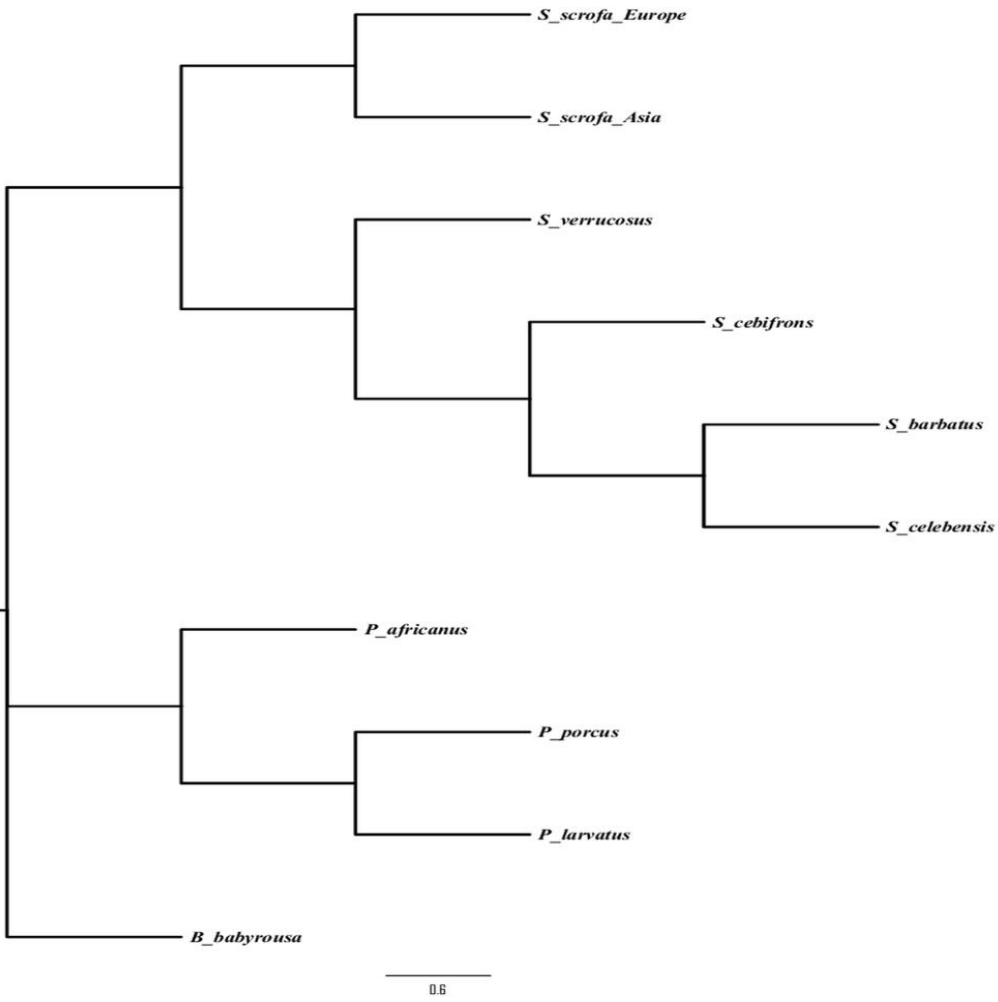 S_scrofa_Europe
S_scrofa_Asia
S_verrucosus
S_cebifrons
S_barbatus
S_celebensis
P_africanus
P_porcus
P_larvatus
B_babyrousa
0.6